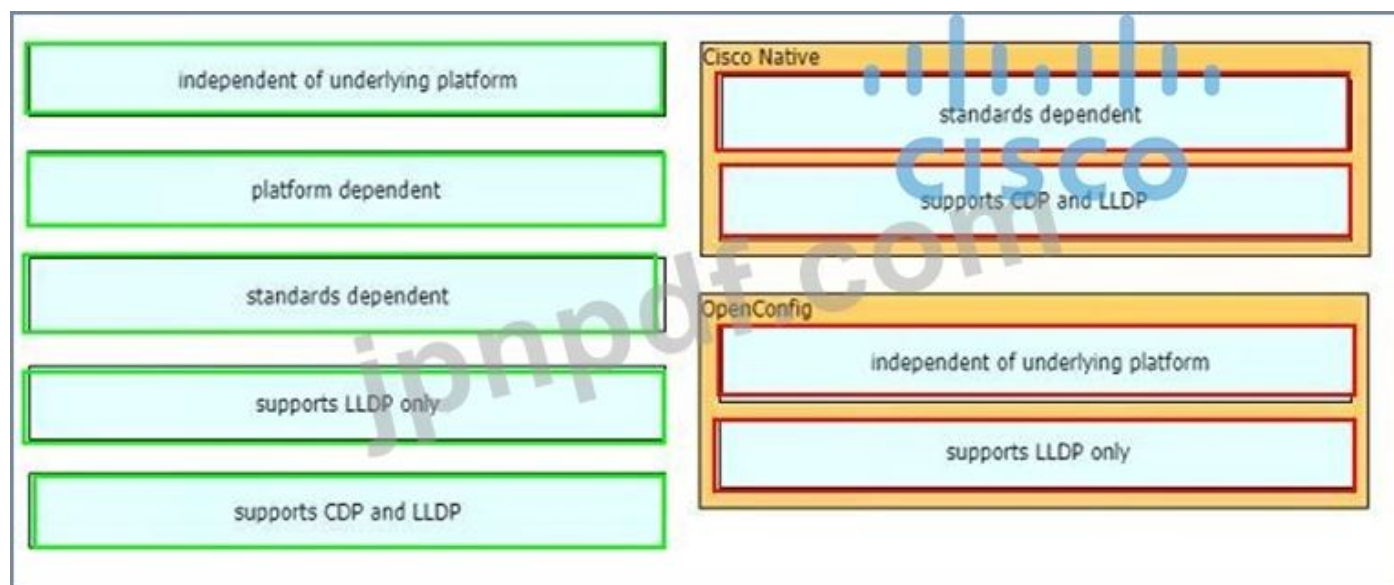 independent of underlying platform
platform dependent
standards dependent
supports LLDP only
supports CDP and LLDP
Cisco Native
standards dependent
supports CDP and LLDP
OpenConfig
independent of underlying platform
supports LLDP only
CISCO
jpnpdf.com